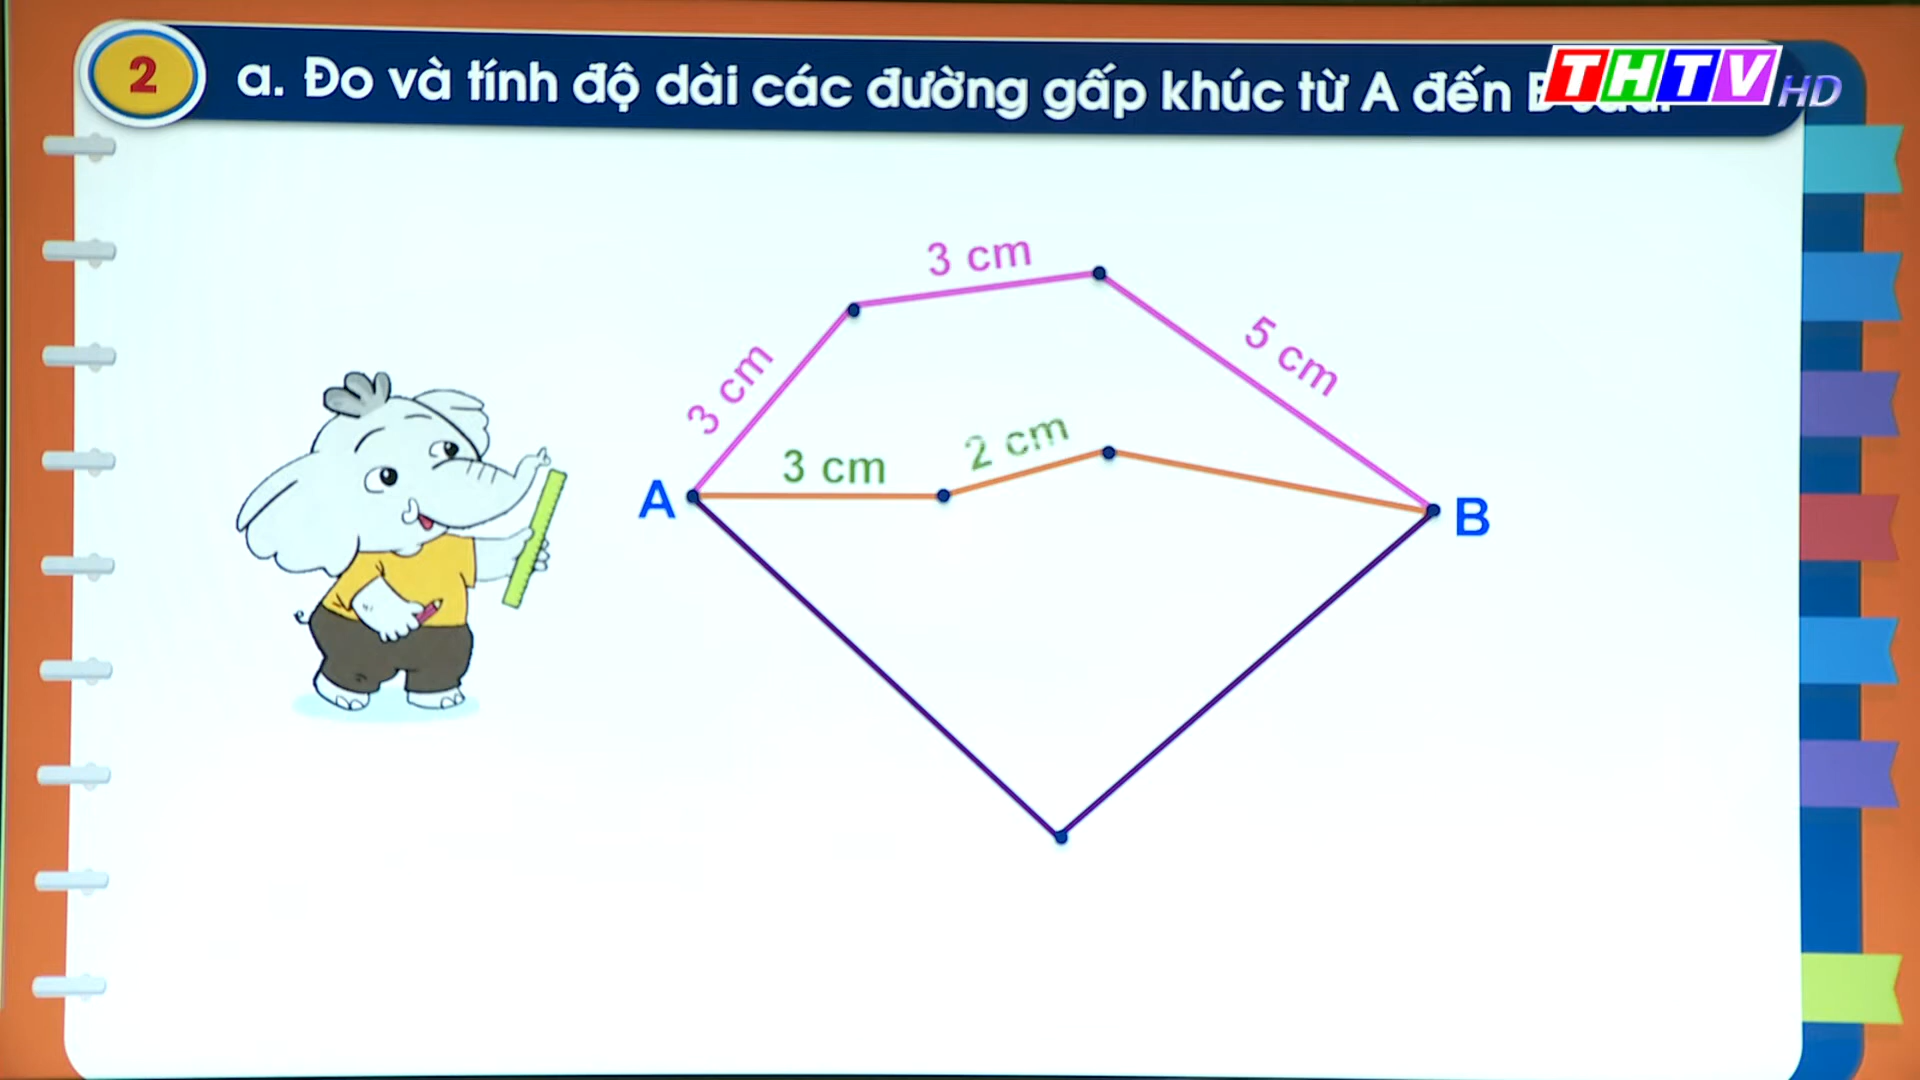 2
a. Đo và tính độ dài các đường gấp khúc từ A đến
THTV HD
3 cm
5 cm
3 cm
2 cm
3 cm
A
B